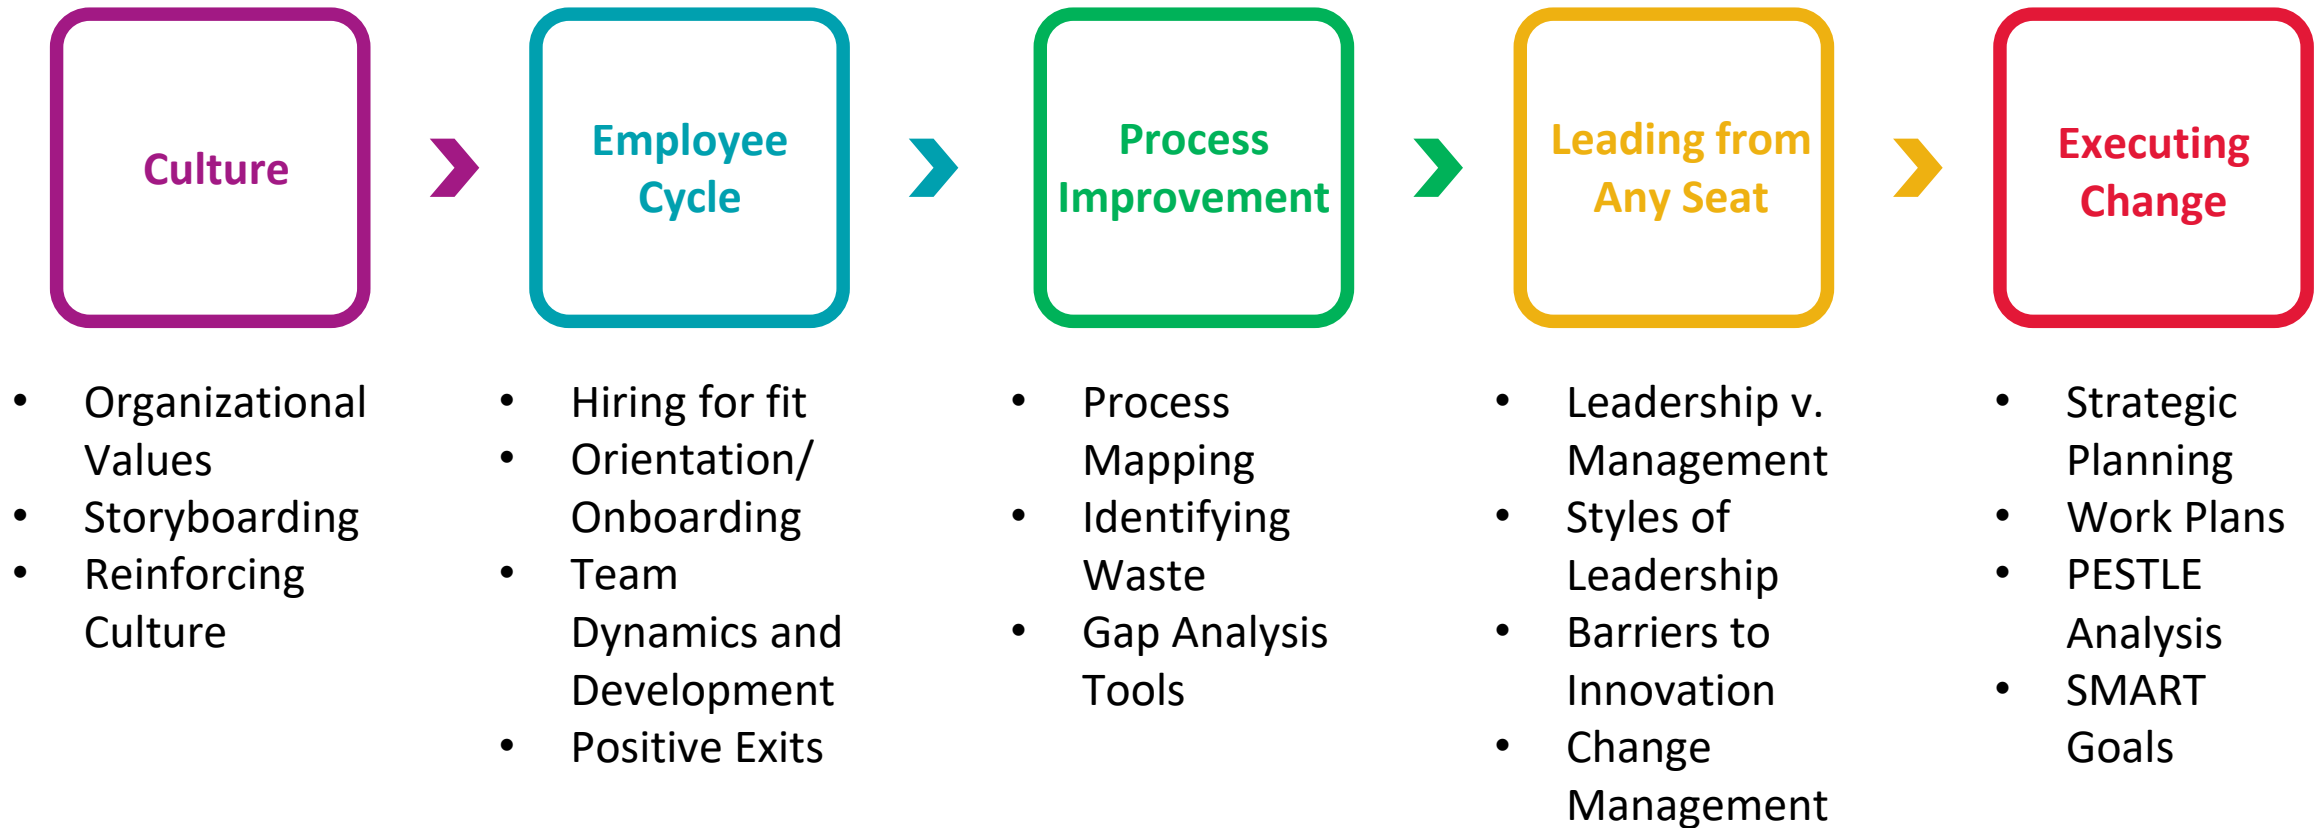 Culture
Employee
Cycle
Process
Improvement
Leading from
Any Seat
Executing
Change
• Organizational
Values
• Storyboarding
• Reinforcing
Culture
• Hiring for fit
• Orientation/
Onboarding
• Team
Dynamics and
Development
• Positive Exits
• Process
Mapping
• Identifying
Waste
• Gap Analysis
Tools
• Leadership v.
Management
• Styles of
Leadership
• Barriers to
Innovation
• Change
Management
• Strategic
Planning
• Work Plans
• PESTLE
Analysis
• SMART
Goals